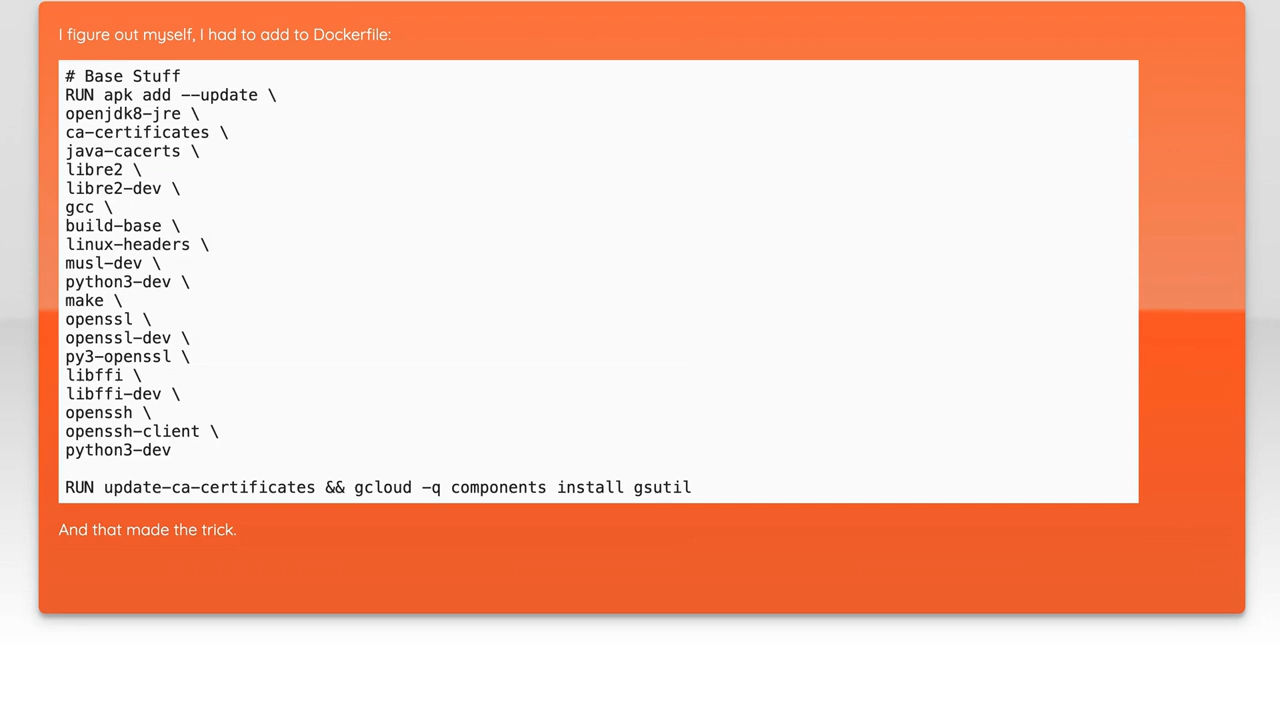 I figure out myself, I had to add to Dockerfile:
# Base Stuff
RUN apk add --update \
openjdk8-jre \
ca-certificates \
java-cacerts \
libre2 \
libre2-dev \
gcc \
build-base \
linux-headers \
musl-dev \
python3-dev \
make \
openssl \
openssl-dev \
py3-openssl \
libffi \
libffi-dev \
openssh \
openssh-client \
python3-dev
RUN update-ca-certificates && gcloud -q components install gsutil
And that made the trick.